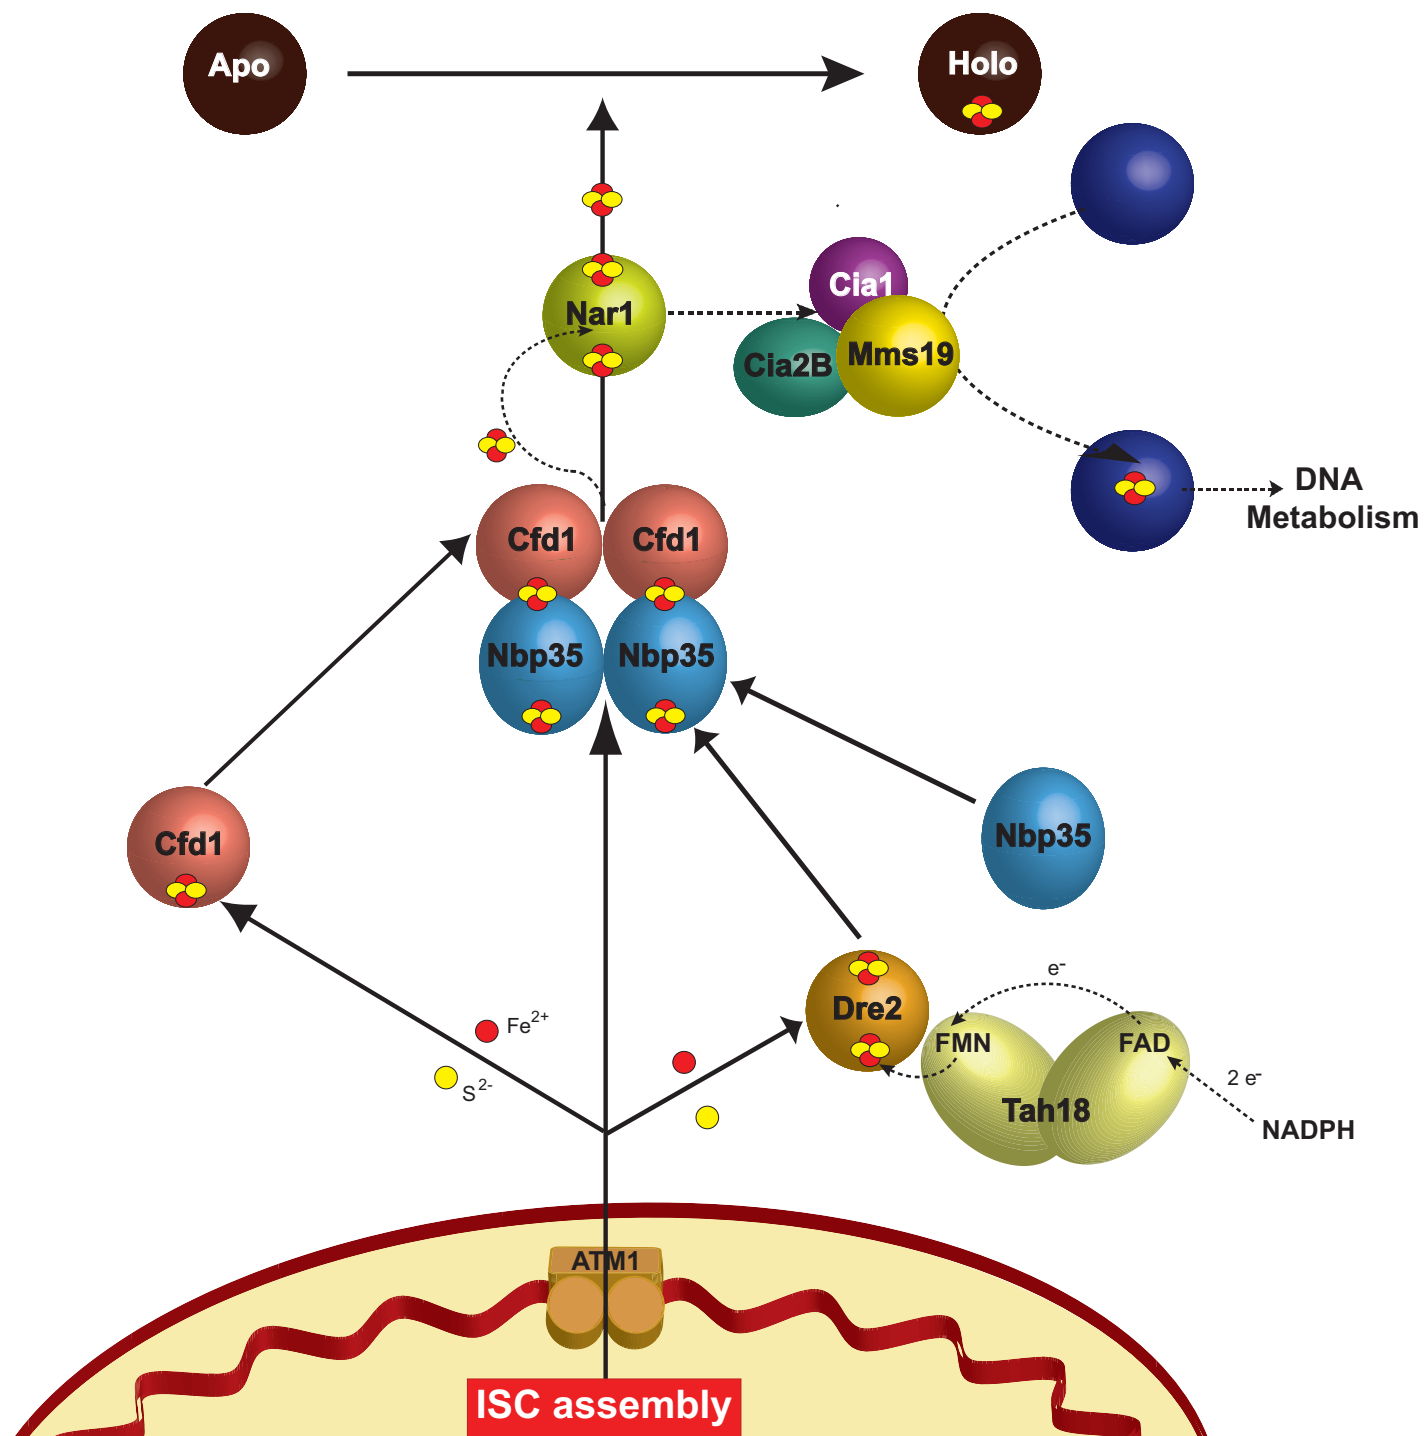 Apo
Holo
Cia1
Nar1
Cia2B
Mms19
DNA
Metabolism
Cfd1
Cfd1
Nbp35
Nbp35
Cfd1
Nbp35
e-
Dre2
Fe2+
FMN
FAD
S2-
2 e-
Tah18
NADPH
ATM1
ISC assembly